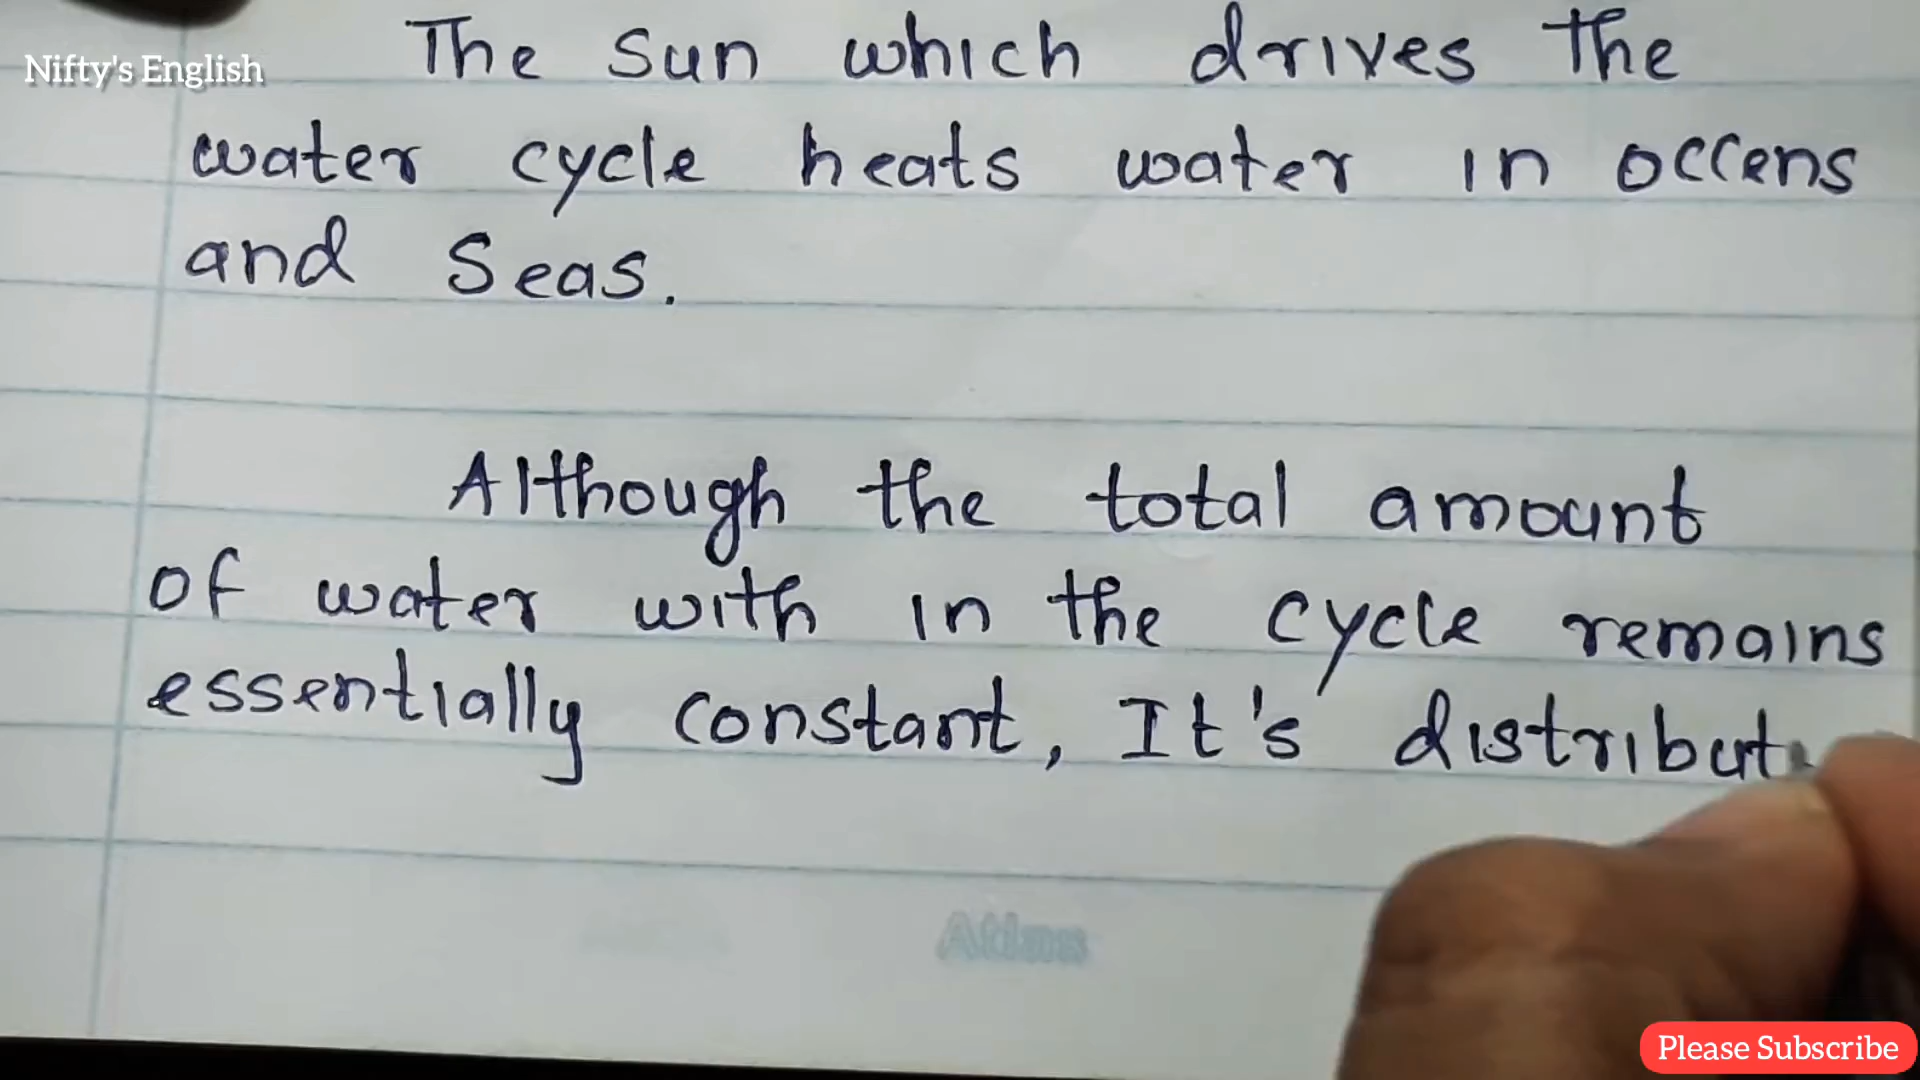 Nifty's English
The Sun which drives the
water cycle heats water in occens
and Seas.
Although the total amount
of water with in the cycle remains
essentially constant, It's distribut
Atlas
Please Subscribe